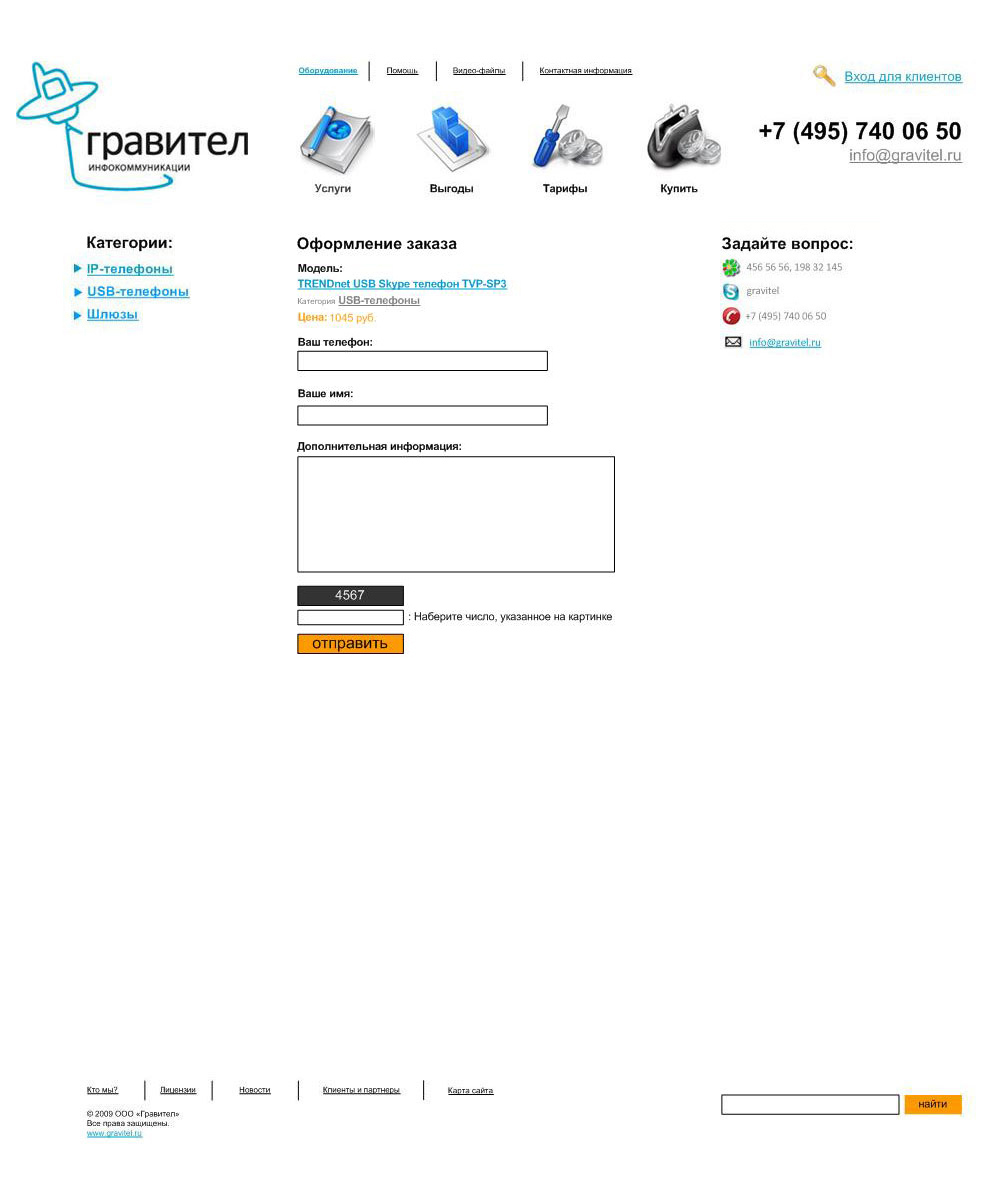 Оборудование
Помощь
Видео-файлы
Контактная информация
Вход для клиентов
гравител
ИНФОКОММУНИКАЦИИ
+7 (495) 740 06 50
info@gravitel.ru
Услуги
Выгоды
Тарифы
Купить
Категории:
IP-телефоны
USB-телефоны
Шлюзы
Оформление заказа
Модель:
TRENDnet USB Skype телефон TVP-SP3
Категория USB-телефоны
Цена: 1045 руб.
Ваш телефон:
Ваше имя:
Дополнительная информация:
4567
: Наберите число, указанное на картинке
отправить
Задайте вопрос:
456 56 56, 198 32 145
gravitel
+7 (495) 740 06 50
info@gravitel.ru
Кто мы?
Лицензии
Новости
Клиенты и партнеры
Карта сайта
© 2009 ООО «Гравител»
Все права защищены.
www.gravitel.ru
найти